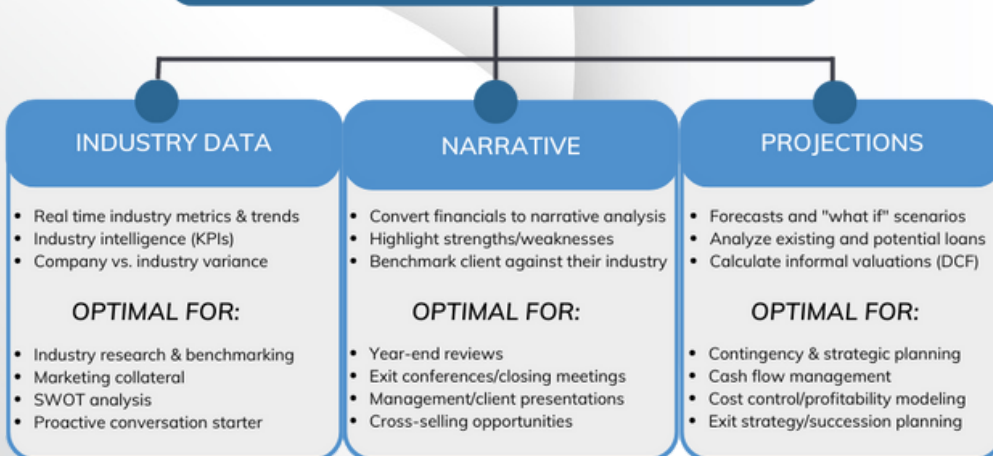 INDUSTRY DATA
• Real time industry metrics & trends
• Industry intelligence (KPIs)
• Company vs. industry variance
OPTIMAL FOR:
• Industry research & benchmarking
• Marketing collateral
• SWOT analysis
• Proactive conversation starter
NARRATIVE
• Convert financials to narrative analysis
• Highlight strengths/weaknesses
• Benchmark client against their industry
OPTIMAL FOR:
• Year-end reviews
• Exit conferences/closing meetings
• Management/client presentations
• Cross-selling opportunities
PROJECTIONS
• Forecasts and "what if" scenarios
• Analyze existing and potential loans
• Calculate informal valuations (DCF)
OPTIMAL FOR:
• Contingency & strategic planning
• Cash flow management
• Cost control/profitability modeling
• Exit strategy/succession planning